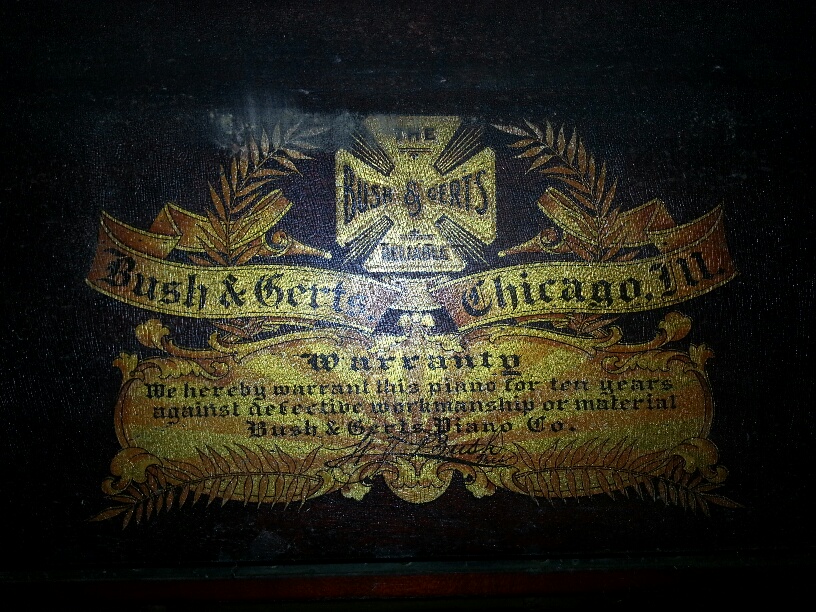 THE
BUSH & GERTS
Bush & Gerts Chicago, Ill.
Warranty
We hereby warrant this piano for ten years
against defective workmanship or material
Bush & Gerts Piano Co.